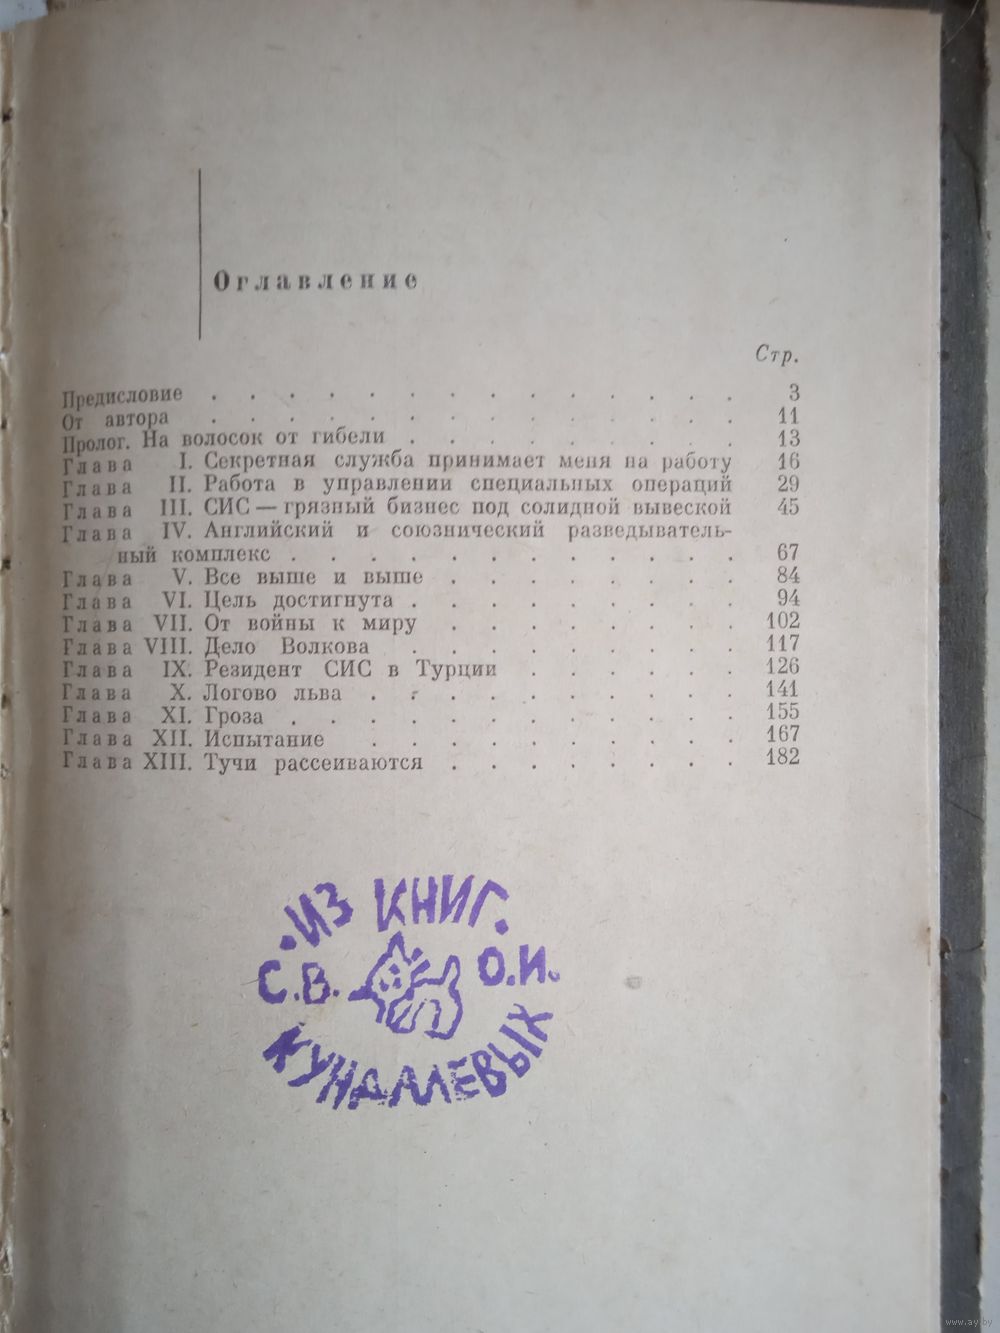 Оглавление
Стр.
Предисловие . . . . . . . . . . . . . . 3
От автора . . . . . . . . . . . . . . 11
Пролог. На волосок от гибели . . . . . . . . . 13
Глава I. Секретная служба принимает меня на работу 16
Глава II. Работа в управлении специальных операций 29
Глава III. СИС — грязный бизнес под солидной вывеской 45
Глава IV. Английский и союзнический разведыватель-
ный комплекс . . . . . . . . . . . . 67
Глава V. Все выше и выше . . . . . . . . 84
Глава VI. Цель достигнута . . . . . . . . . 94
Глава VII. От войны к миру . . . . . . . . 102
Глава VIII. Дело Волкова . . . . . . . . . 117
Глава IX. Резидент СИС в Турции . . . . . . 126
Глава X. Логово льва . . . . . . . . . . 141
Глава XI. Гроза . . . . . . . . . . . . 155
Глава XII. Испытание . . . . . . . . . . 167
Глава XIII. Тучи рассеиваются . . . . . . . . 182
• ИЗ КНИГ •
С.В. О.И.
КУНДАЛЕВЫХ
www.ay.by